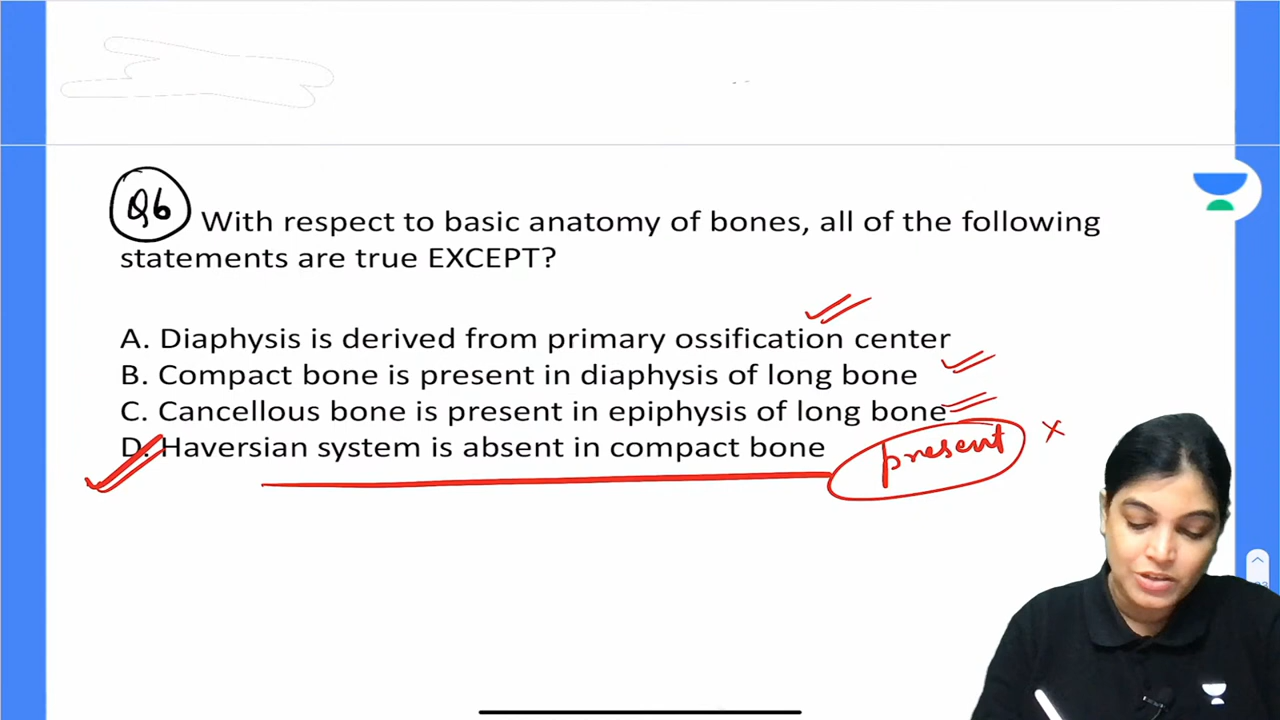 Q6 With respect to basic anatomy of bones, all of the following
statements are true EXCEPT?
A. Diaphysis is derived from primary ossification center
B. Compact bone is present in diaphysis of long bone
C. Cancellous bone is present in epiphysis of long bone
D. Haversian system is absent in compact bone present